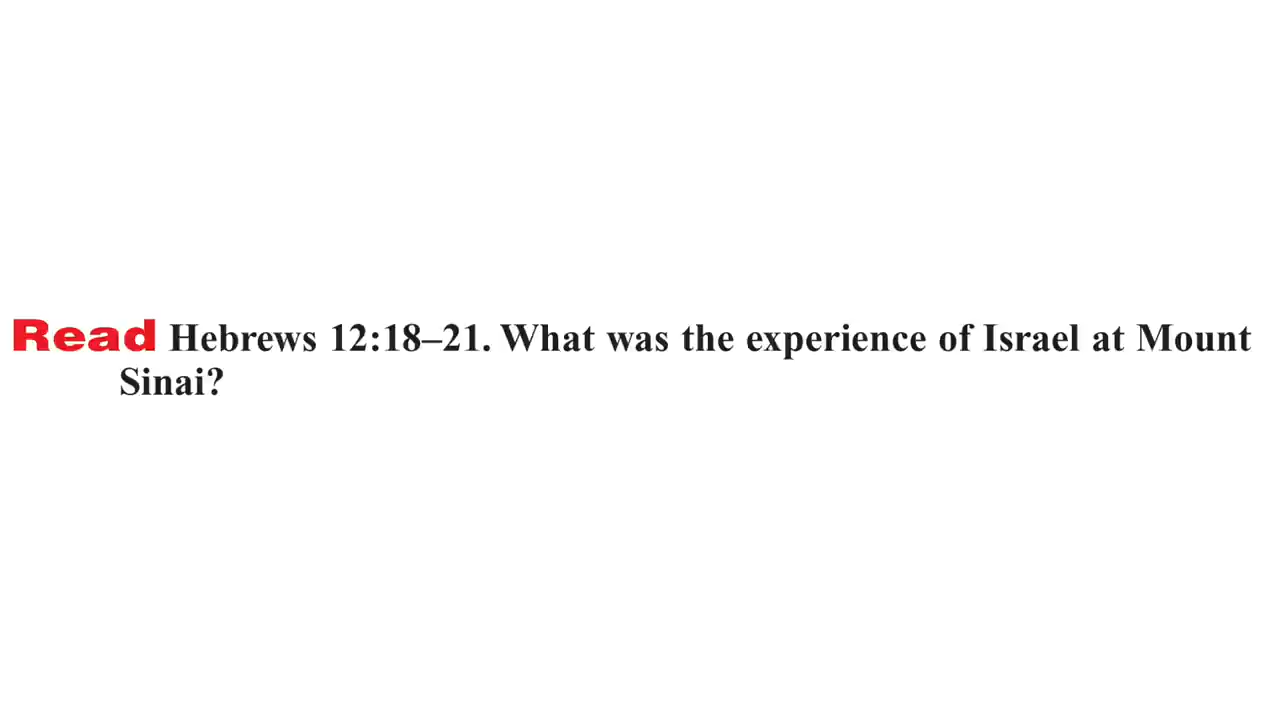 Read Hebrews 12:18–21. What was the experience of Israel at Mount
Sinai?